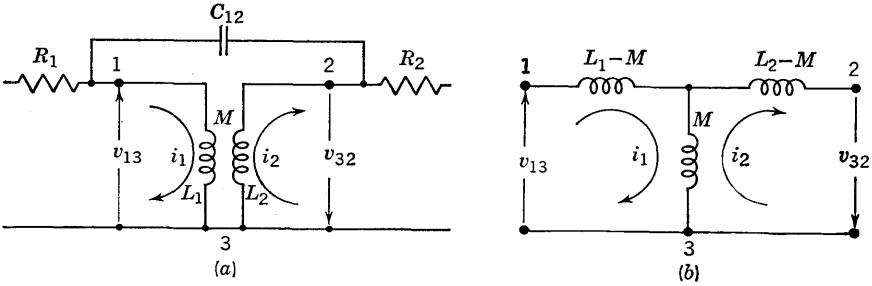 C₁₂
R₁ 1 2 R₂
M
v₁₃ i₁ i₂ v₃₂
L₁ L₂
3
(a)
1 L₁–M L₂–M 2
M
v₁₃ i₁ i₂ v₃₂
3
(b)